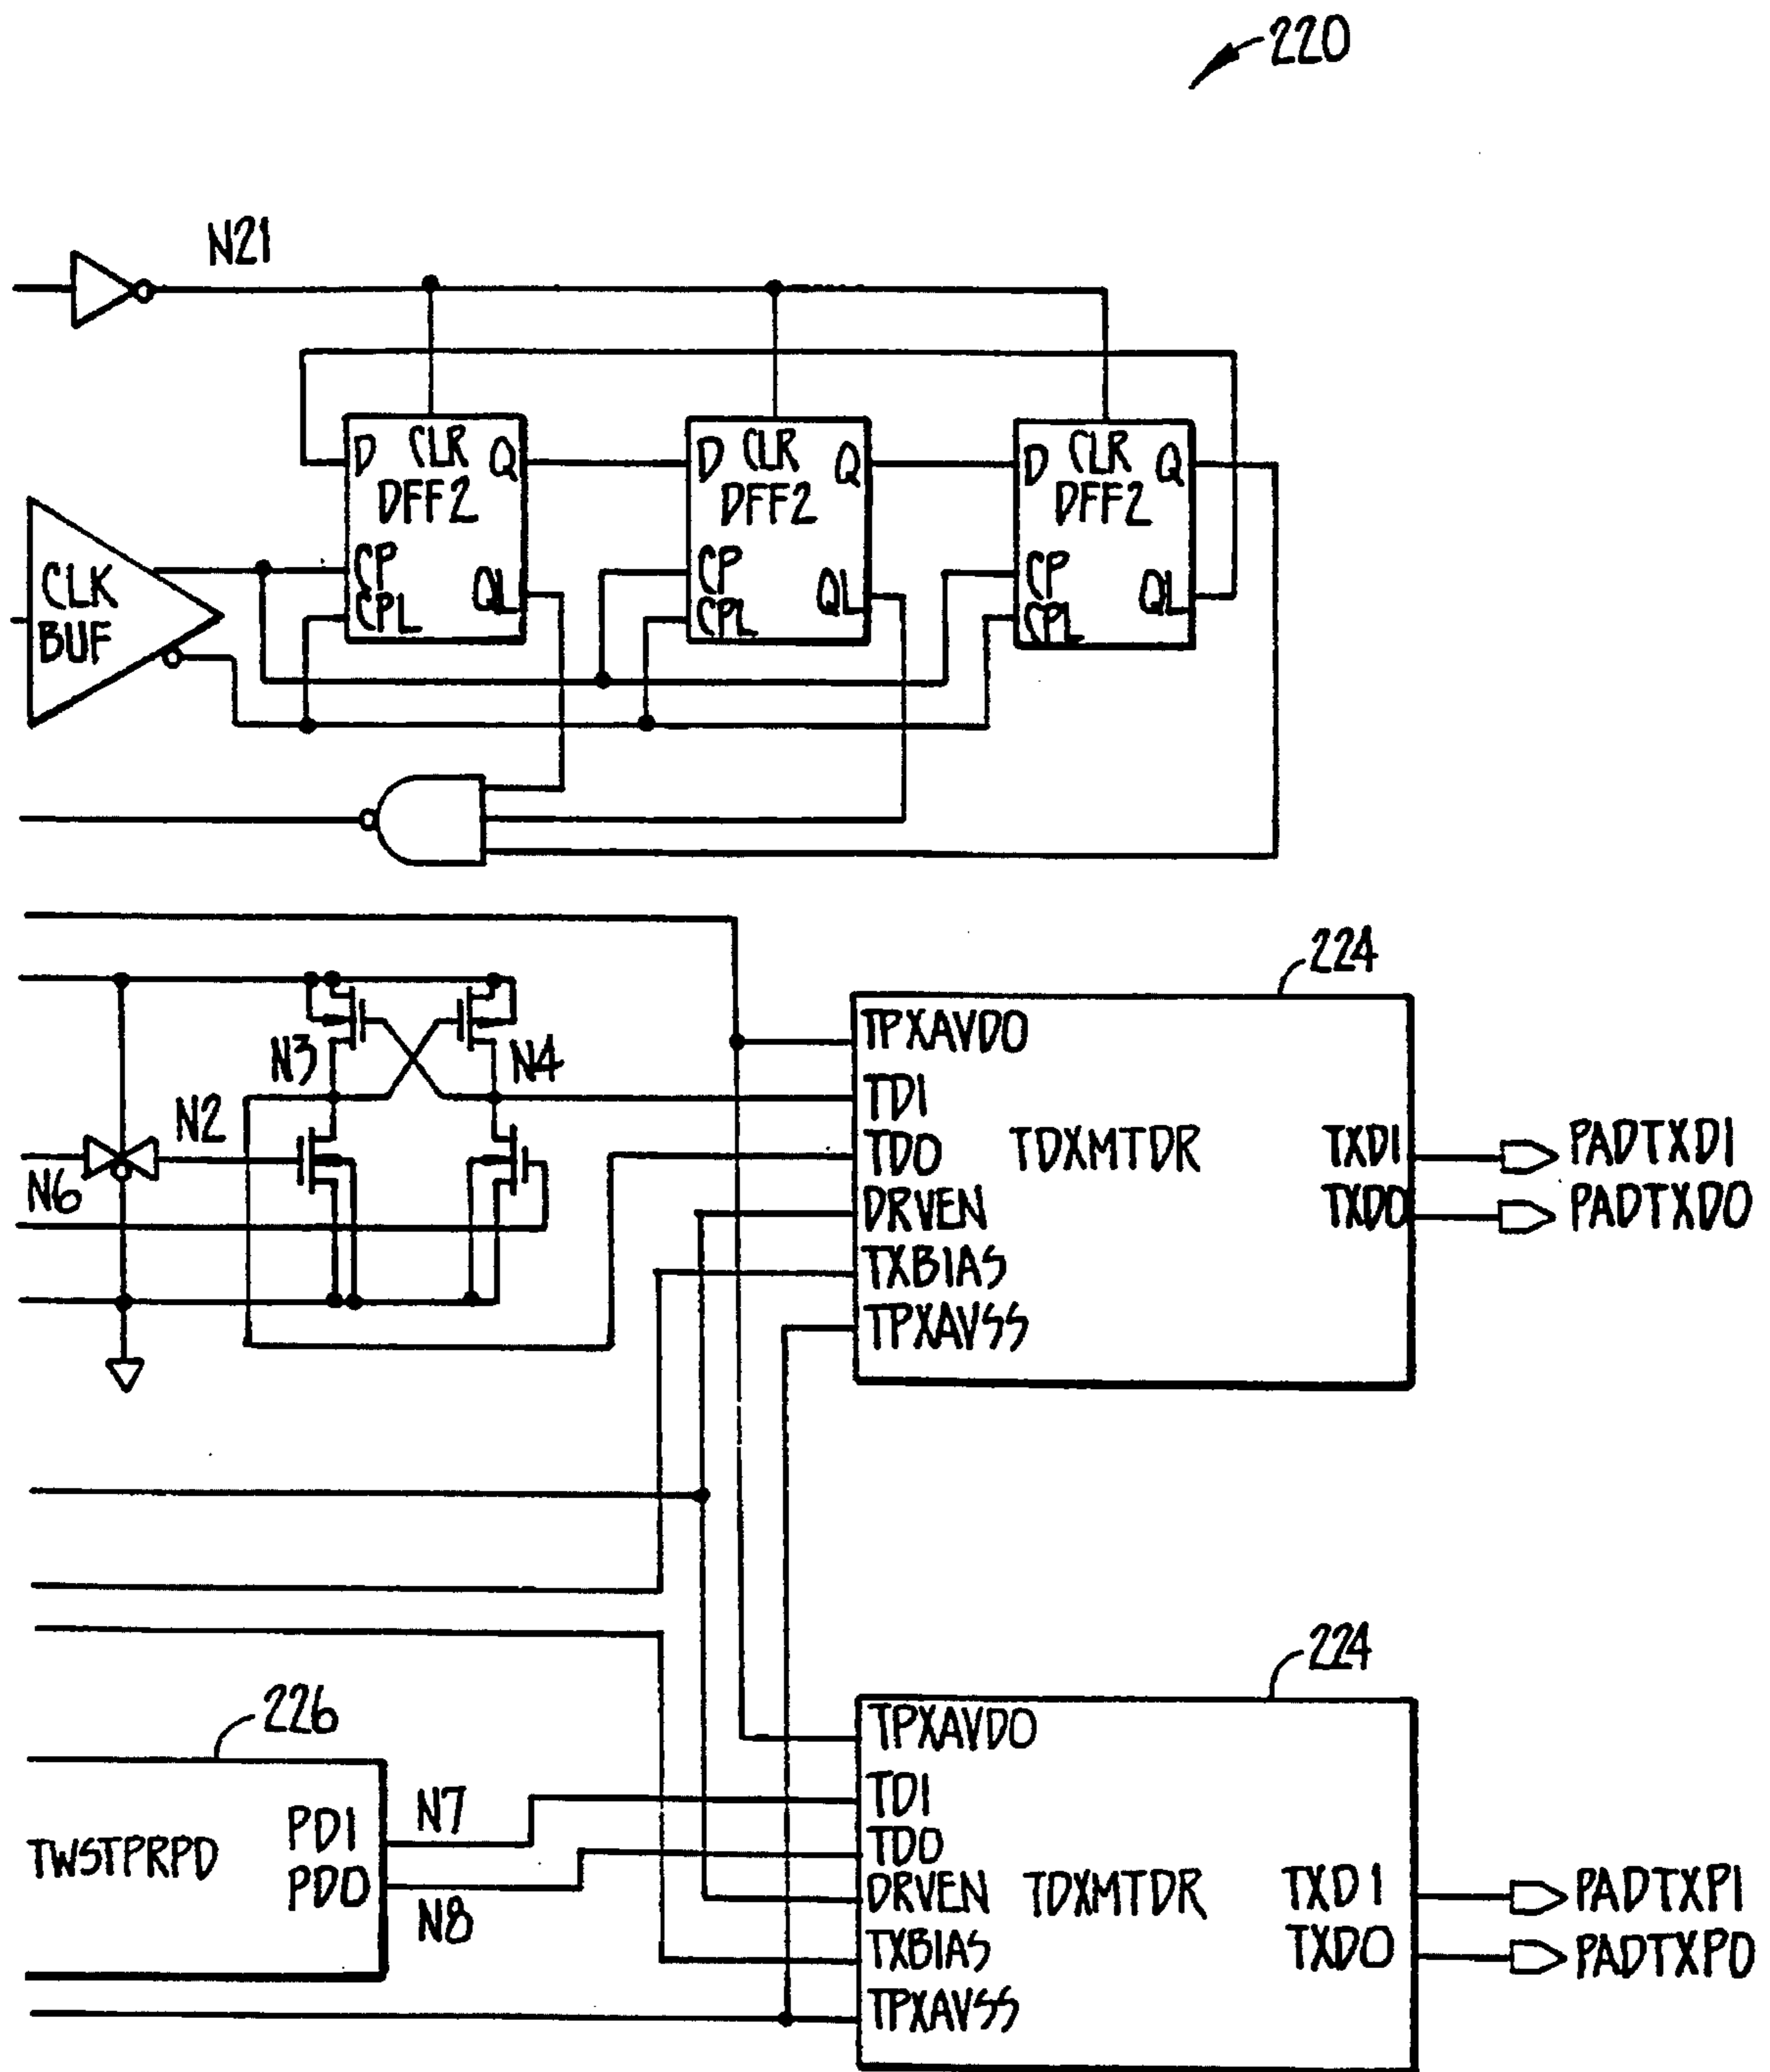 220
N21
D CLR Q
DFF2
CP
CPL
QL
D CLR Q
DFF2
CP
CPL
QL
D CLR Q
DFF2
CP
CPL
QL
CLK
BUF
224
N3
N4
N2
N6
TPXAVDO
TDI
TDO
DRVEN
TXBIAS
TPXAVSS
TDXMTDR
TXDI
TXDO
PADTXDI
PADTXDO
226
TWSTPRPD
PDI
PDO
N7
N8
224
TPXAVDO
TDI
TDO
DRVEN
TXBIAS
TPXAVSS
TDXMTDR
TXDI
TXDO
PADTXPI
PADTXPO